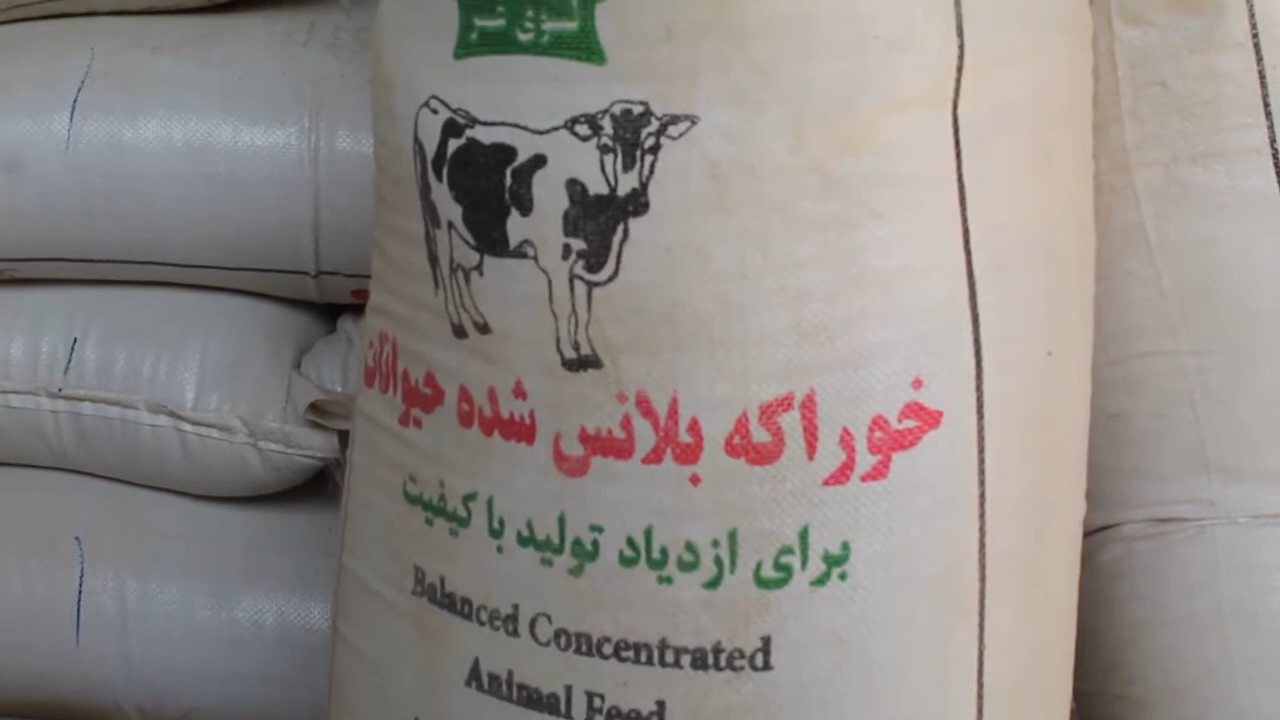 خوراکه بلانس شده حیوانات
برای ازدیاد تولید با کیفیت
Balanced Concentrated
Animal Feed